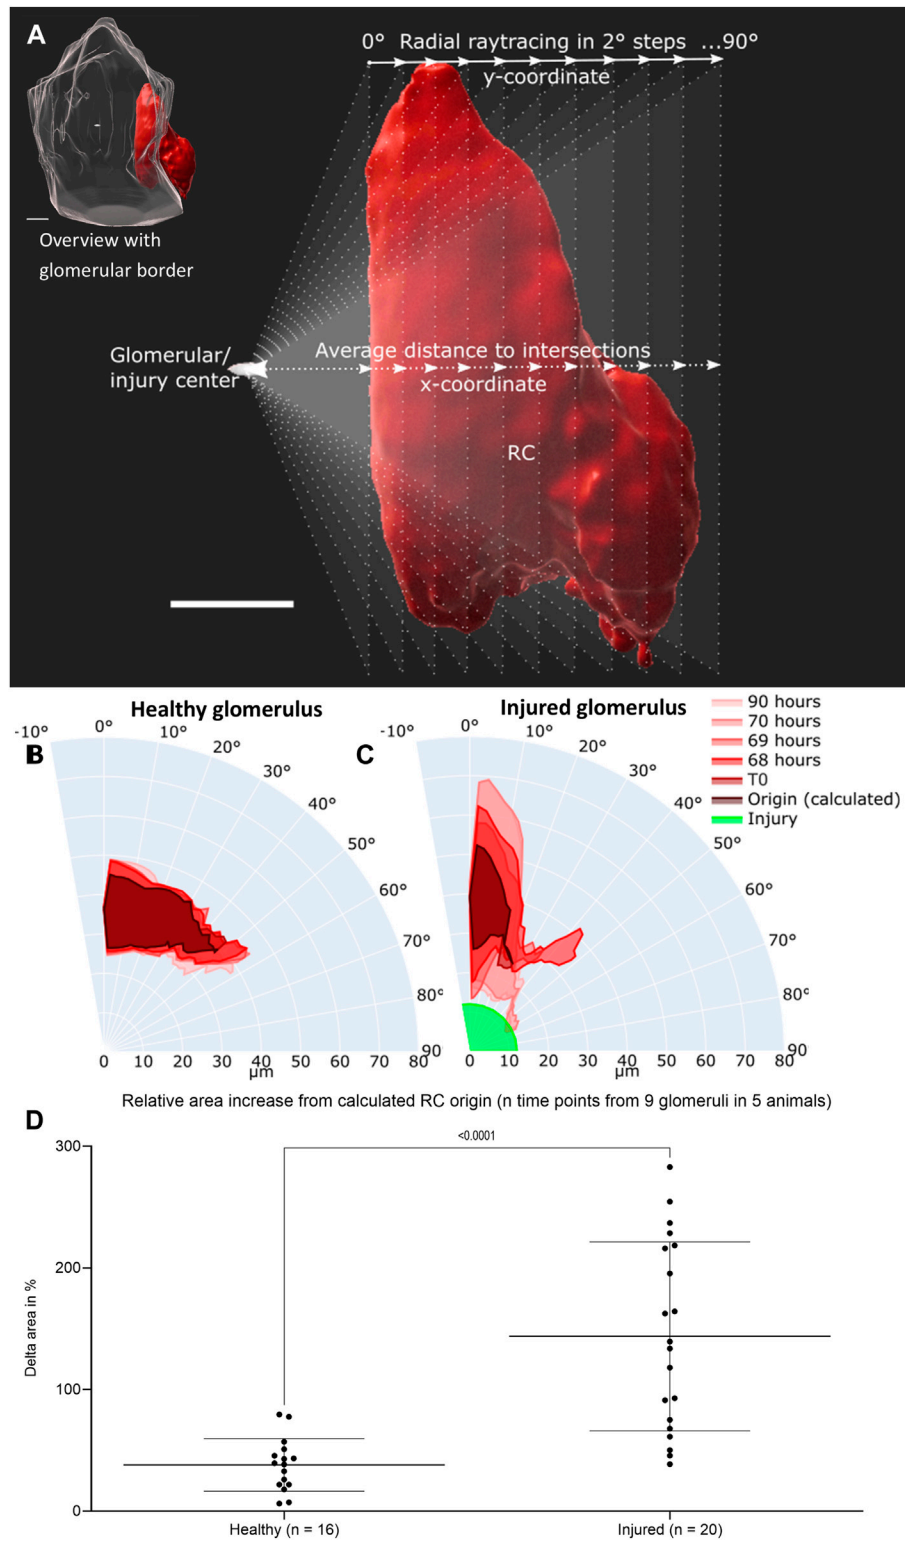 A
0° Radial raytracing in 2° steps ...90°
y-coordinate
Overview with
glomerular border
Glomerular/
injury center
Average distance to intersections
x-coordinate
RC
Healthy glomerulus
B
-10°
0°
10°
20°
30°
40°
50°
60°
70°
80°
90
0 10 20 30 40 50 60 70 80
µm
Injured glomerulus
C
-10°
0°
10°
20°
30°
40°
50°
60°
70°
80°
90
0 10 20 30 40 50 60 70 80
µm
90 hours
70 hours
69 hours
68 hours
T0
Origin (calculated)
Injury
Relative area increase from calculated RC origin (n time points from 9 glomeruli in 5 animals)
D
<0.0001
300
200
100
0
Delta area in %
Healthy (n = 16)
Injured (n = 20)